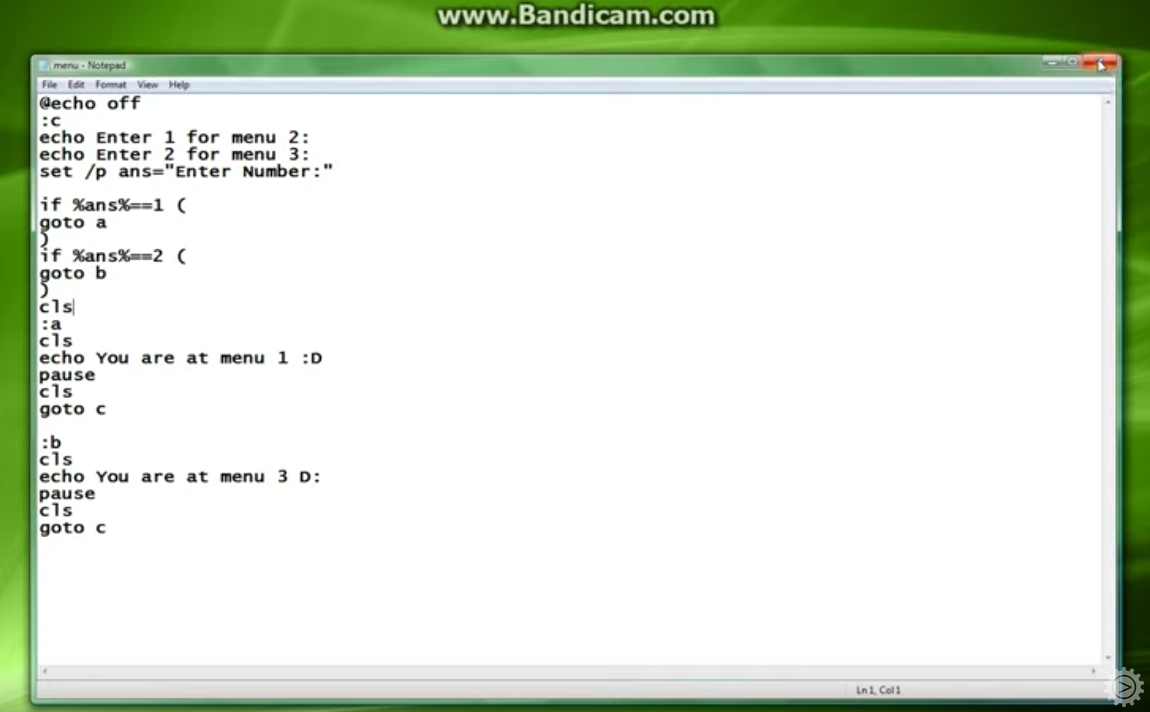 www.Bandicam.com
menu - Notepad
File Edit Format View Help
@echo off
:c
echo Enter 1 for menu 2:
echo Enter 2 for menu 3:
set /p ans="Enter Number:"
if %ans%==1 (
goto a
)
if %ans%==2 (
goto b
)
cls
:a
cls
echo You are at menu 1 :D
pause
cls
goto c
:b
cls
echo You are at menu 3 D:
pause
cls
goto c
Ln 1, Col 1